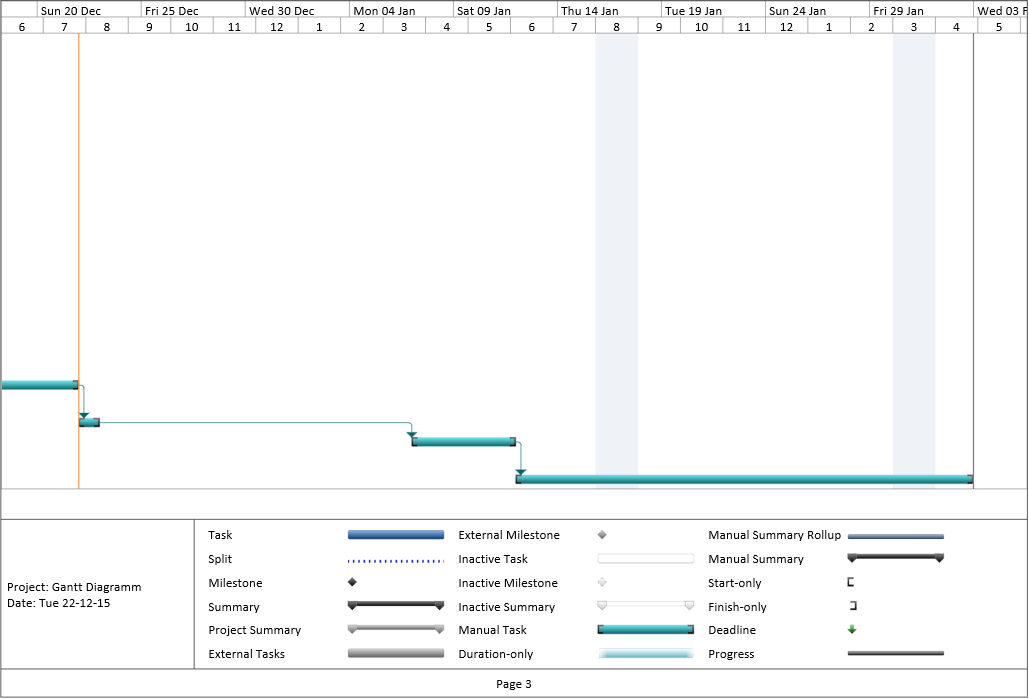 Sun 20 Dec Fri 25 Dec Wed 30 Dec Mon 04 Jan Sat 09 Jan Thu 14 Jan Tue 19 Jan Sun 24 Jan Fri 29 Jan Wed 03 F
6 7 8 9 10 11 12 1 2 3 4 5 6 7 8 9 10 11 12 1 2 3 4 5
Task External Milestone Manual Summary Rollup
Split Inactive Task Manual Summary
Milestone Inactive Milestone Start-only
Project: Gantt Diagramm
Date: Tue 22-12-15
Summary Inactive Summary Finish-only
Project Summary Manual Task Deadline
External Tasks Duration-only Progress
Page 3